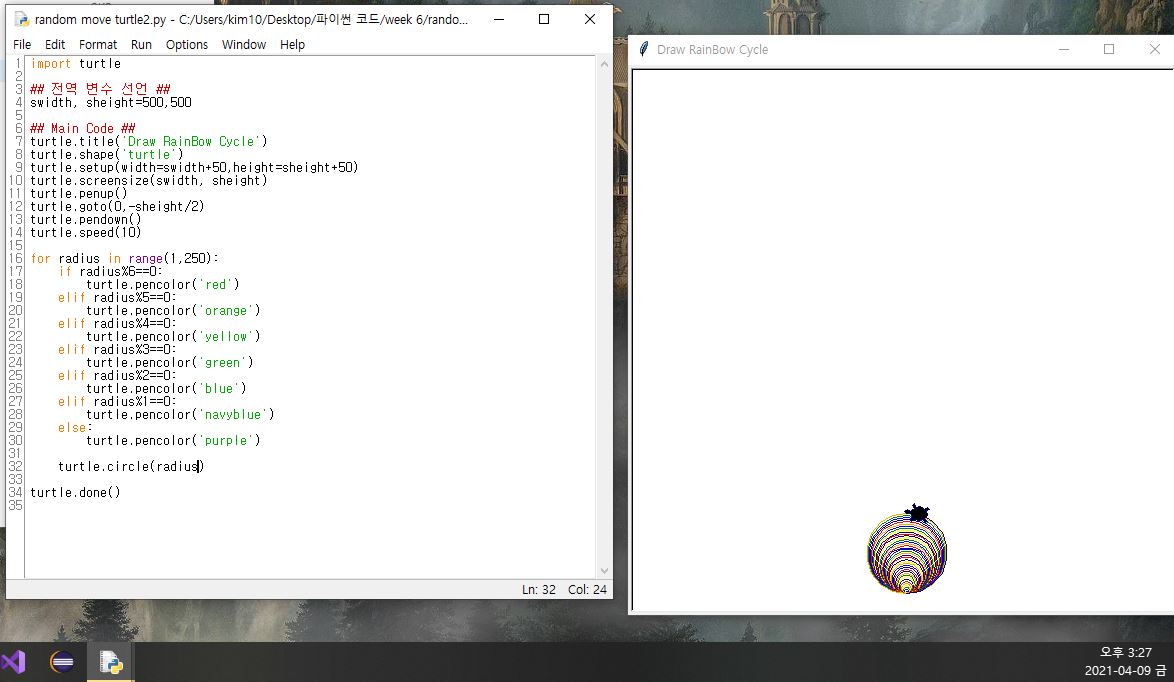 random move turtle2.py - C:/Users/kim10/Desktop/파이썬 코드/week 6/rando...
File Edit Format Run Options Window Help
1 import turtle
2
3 ## 전역 변수 선언 ##
4 swidth, sheight=500,500
5
6 ## Main Code ##
7 turtle.title('Draw RainBow Cycle')
8 turtle.shape('turtle')
9 turtle.setup(width=swidth+50,height=sheight+50)
10 turtle.screensize(swidth, sheight)
11 turtle.penup()
12 turtle.goto(0,-sheight/2)
13 turtle.pendown()
14 turtle.speed(10)
15
16 for radius in range(1,250):
17     if radius%6==0:
18         turtle.pencolor('red')
19     elif radius%5==0:
20         turtle.pencolor('orange')
21     elif radius%4==0:
22         turtle.pencolor('yellow')
23     elif radius%3==0:
24         turtle.pencolor('green')
25     elif radius%2==0:
26         turtle.pencolor('blue')
27     elif radius%1==0:
28         turtle.pencolor('navyblue')
29     else:
30         turtle.pencolor('purple')
31
32     turtle.circle(radius)
33
34 turtle.done()
35
Ln: 32 Col: 24
Draw RainBow Cycle
오후 3:27
2021-04-09 금